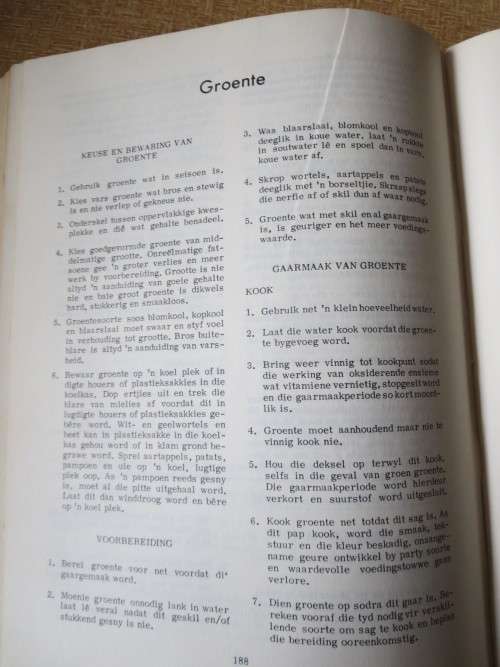 Groente
KEUSE EN BEWARING VAN
GROENTE
1. Gebruik groente wat in seisoen is.
2. Kies vars groente wat bros en stewig
is en nie verlep of gekneus nie.
3. Onderskei tussen oppervlakkige kwes-
plekke en dié wat gehalte benadeel.
4. Kies goedgevormde groente van mid-
delmatige grootte. Onreëlmatige fat-
soene gee 'n groter verlies en meer
werk by voorbereiding. Grootte is nie
altyd 'n aanduiding van goeie gehalte
nie en baie groot groente is dikwels
hard, stokkerig en smaakloos.
5. Groentesoorte soos blomkool, kopkool
en blaarslaai moet swaar en styf voel
in verhouding tot grootte. Bros buite-
blare is altyd 'n aanduiding van vars-
heid.
6. Bewaar groente op 'n koel plek of in
digte houers of plastieksakkies in die
koelkas. Dop ertjies uit en trek die
blare van mielies af voordat dit in
lugdigte houers of plastieksakkies ge-
bêre word. Wit- en geelwortels en
beet kan in plastieksakke in die koel-
kas gehou word of in klam grond be-
grawe word. Sprei aartappels, patats,
pampoen en uie op 'n koel, lugtige
plek oop. As 'n pampoen reeds gesny
is, moet al die pitte uitgehaal word.
Laat dit dan winddroog word en bêre
op 'n koel plek.
VOORBEREIDING
1. Berei groente voor net voordat di'
gaargemaak word.
2. Moenie groente onnodig lank in water
laat lê veral nadat dit geskil en/of
stukkend gesny is nie.
3. Was blaarslaai, blomkool en kopkool
deeglik in koue water, laat 'n rukkie
in soutwater lê en spoel dan in vars,
koue water af.
4. Skrop wortels, aartappels en patats
deeglik met 'n borseltjie. Skraap slegs
die nerfie af of skil dun af waar nodig.
5. Groente wat met skil en al gaargemaak
is, is geuriger en het meer voedings-
waarde.
GAARMAAK VAN GROENTE
KOOK
1. Gebruik net 'n klein hoeveelheid water.
2. Laat die water kook voordat die groen-
te bygevoeg word.
3. Bring weer vinnig tot kookpunt sodat
die werking van oksiderende ensieme
wat vitamiene vernietig, stopgesit word
en die gaarmaakperiode so kort moont-
lik is.
4. Groente moet aanhoudend maar nie te
vinnig kook nie.
5. Hou die deksel op terwyl dit kook,
selfs in die geval van groen groente.
Die gaarmaakperiode word hierdeur
verkort en suurstof word uitgesluit.
6. Kook groente net totdat dit sag is. As
dit pap kook, word die smaak, teks-
tuur en die kleur beskadig, onaange-
name geure ontwikkel by party soorte
en waardevolle voedingstowwe gaan
verlore.
7. Dien groente op sodra dit gaar is. Be-
reken vooraf die tyd nodig vir verskil-
lende soorte om sag te kook en beplan
die bereiding ooreenkomstig.
188